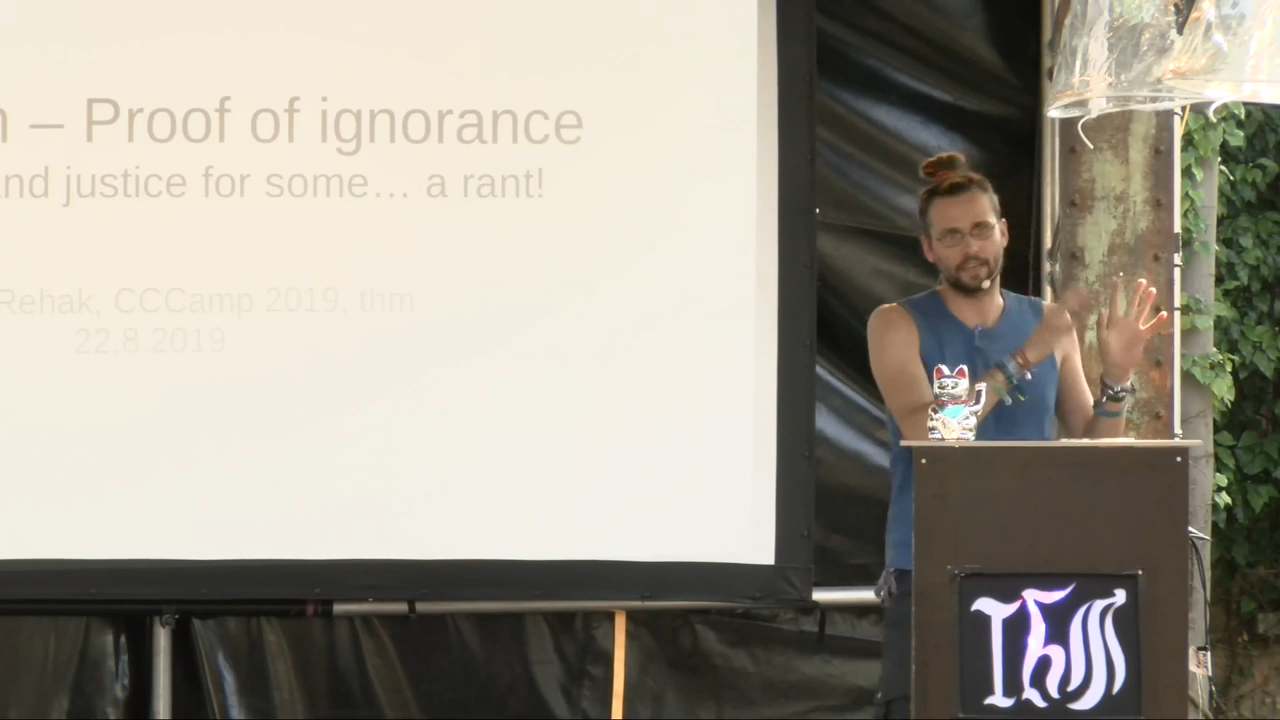 – Proof of ignorance
and justice for some… a rant!
Rehak, CCCamp 2019, thm
22.8.2019
Thm